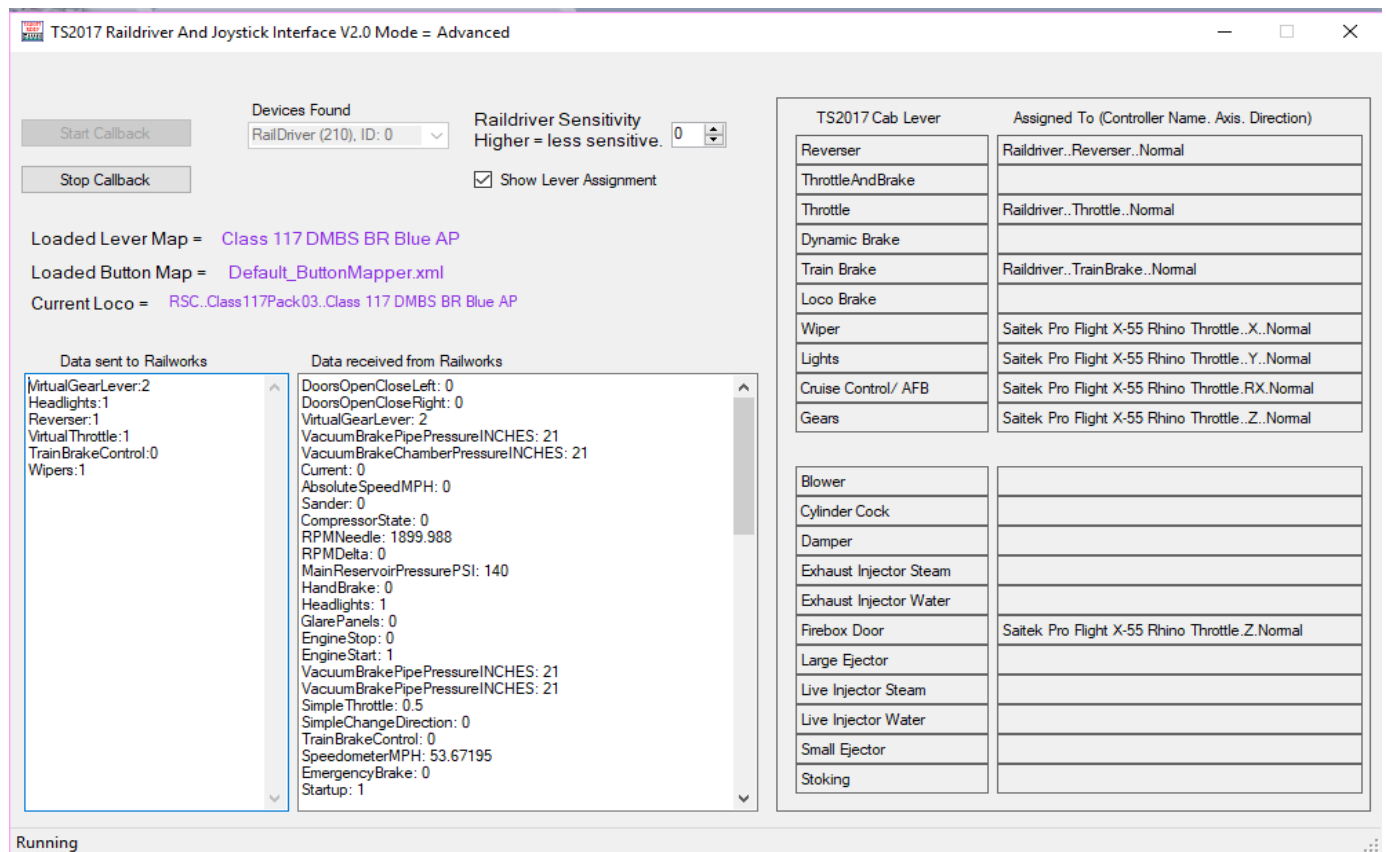 TS2017 Raildriver And Joystick Interface V2.0 Mode = Advanced
Start Callback
Stop Callback
Devices Found
RailDriver (210), ID: 0
Raildriver Sensitivity
Higher = less sensitive.
0
Show Lever Assignment
Loaded Lever Map = Class 117 DMBS BR Blue AP
Loaded Button Map = Default_ButtonMapper.xml
Current Loco = RSC..Class117Pack03..Class 117 DMBS BR Blue AP
Data sent to Railworks
VirtualGearLever:2
Headlights:1
Reverser:1
VirtualThrottle:1
TrainBrakeControl:0
Wipers:1
Data received from Railworks
DoorsOpenCloseLeft: 0
DoorsOpenCloseRight: 0
VirtualGearLever: 2
VacuumBrakePipePressureINCHES: 21
VacuumBrakeChamberPressureINCHES: 21
Current: 0
AbsoluteSpeedMPH: 0
Sander: 0
CompressorState: 0
RPMNeedle: 1899.988
RPMDelta: 0
MainReservoirPressurePSI: 140
HandBrake: 0
Headlights: 1
GlarePanels: 0
EngineStop: 0
EngineStart: 1
VacuumBrakePipePressureINCHES: 21
VacuumBrakePipePressureINCHES: 21
SimpleThrottle: 0.5
SimpleChangeDirection: 0
TrainBrakeControl: 0
SpeedometerMPH: 53.67195
EmergencyBrake: 0
Startup: 1
TS2017 Cab Lever Assigned To (Controller Name. Axis. Direction)
Reverser Raildriver..Reverser..Normal
ThrottleAndBrake
Throttle Raildriver..Throttle..Normal
Dynamic Brake
Train Brake Raildriver..TrainBrake..Normal
Loco Brake
Wiper Saitek Pro Flight X-55 Rhino Throttle..X..Normal
Lights Saitek Pro Flight X-55 Rhino Throttle..Y..Normal
Cruise Control/ AFB Saitek Pro Flight X-55 Rhino Throttle.RX.Normal
Gears Saitek Pro Flight X-55 Rhino Throttle..Z..Normal
Blower
Cylinder Cock
Damper
Exhaust Injector Steam
Exhaust Injector Water
Firebox Door Saitek Pro Flight X-55 Rhino Throttle.Z.Normal
Large Ejector
Live Injector Steam
Live Injector Water
Small Ejector
Stoking
Running